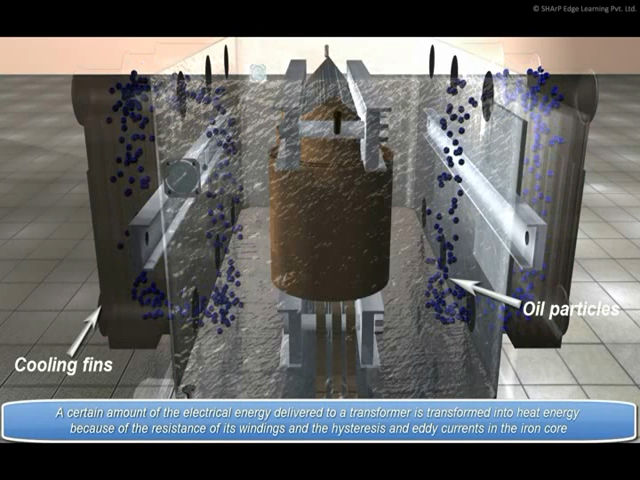 © SHArP Edge Learning Pvt. Ltd.
Oil particles
Cooling fins
A certain amount of the electrical energy delivered to a transformer is transformed into heat energy
because of the resistance of its windings and the hysteresis and eddy currents in the iron core